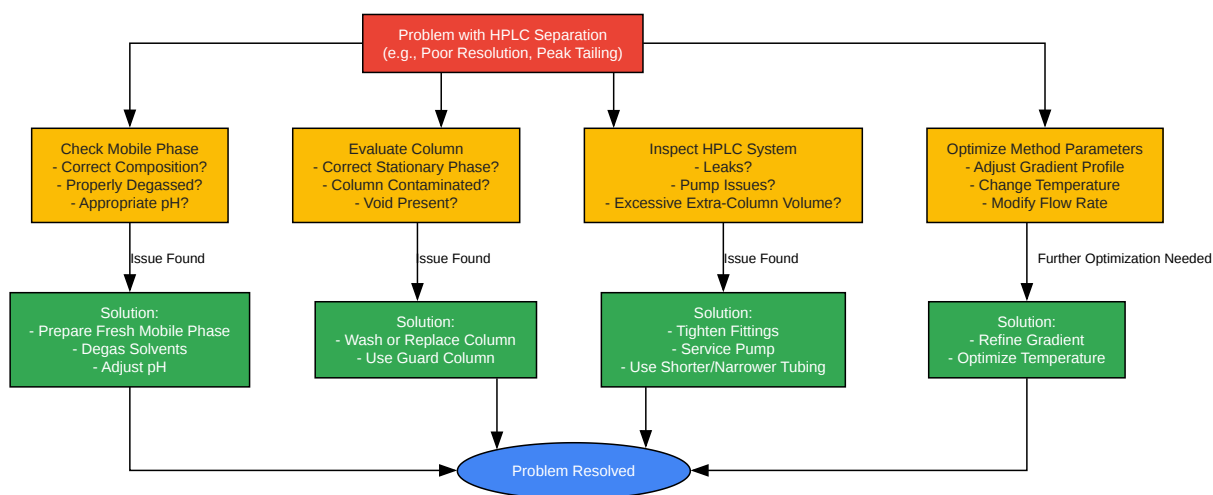 Problem with HPLC Separation
(e.g., Poor Resolution, Peak Tailing)
Check Mobile Phase
- Correct Composition?
- Properly Degassed?
- Appropriate pH?
Evaluate Column
- Correct Stationary Phase?
- Column Contaminated?
- Void Present?
Inspect HPLC System
- Leaks?
- Pump Issues?
- Excessive Extra-Column Volume?
Optimize Method Parameters
- Adjust Gradient Profile
- Change Temperature
- Modify Flow Rate
Issue Found
Issue Found
Issue Found
Further Optimization Needed
Solution:
- Prepare Fresh Mobile Phase
- Degas Solvents
- Adjust pH
Solution:
- Wash or Replace Column
- Use Guard Column
Solution:
- Tighten Fittings
- Service Pump
- Use Shorter/Narrower Tubing
Solution:
- Refine Gradient
- Optimize Temperature
Problem Resolved